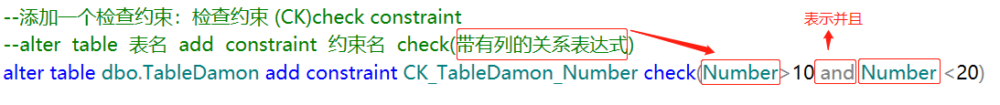 --添加一个检查约束：检查约束 (CK)check constraint
表示并且
--alter  table  表名  add  constraint  约束名  check(带有列的关系表达式)
alter table dbo.TableDamon add constraint CK_TableDamon_Number check(Number>10 and Number <20)